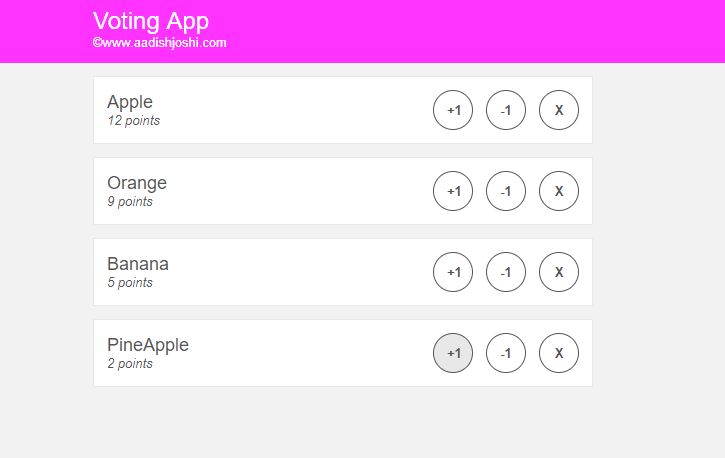 Voting App
©www.aadishjoshi.com
Apple
12 points
+1 -1 X
Orange
9 points
+1 -1 X
Banana
5 points
+1 -1 X
PineApple
2 points
+1 -1 X